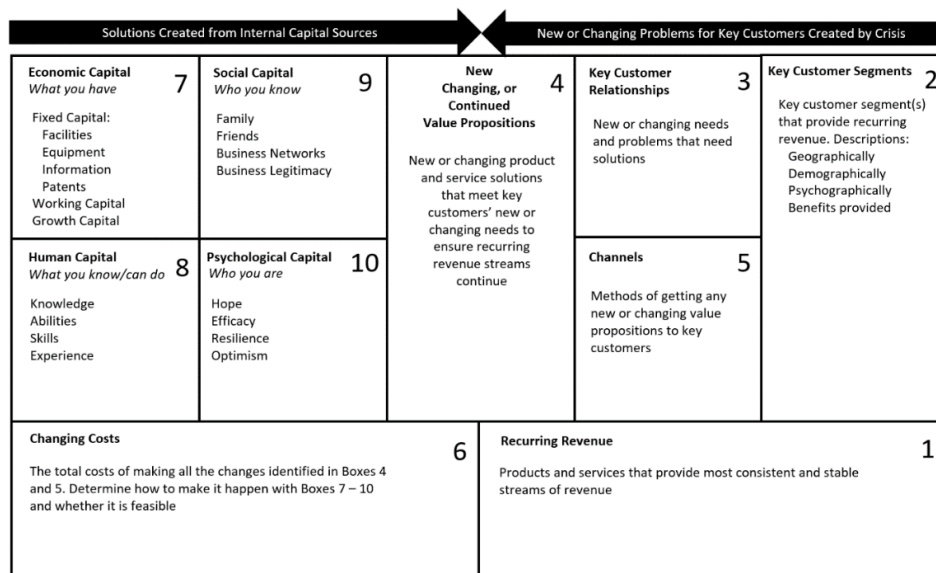 Solutions Created from Internal Capital Sources
New or Changing Problems for Key Customers Created by Crisis
Economic Capital
What you have
7
Fixed Capital:
Facilities
Equipment
Information
Patents
Working Capital
Growth Capital
Social Capital
Who you know
9
Family
Friends
Business Networks
Business Legitimacy
New
Changing, or
Continued
Value Propositions
4
New or changing product
and service solutions
that meet key
customers' new or
changing needs to
ensure recurring
revenue streams
continue
Key Customer
Relationships
3
New or changing needs
and problems that need
solutions
Key Customer Segments
2
Key customer segment(s)
that provide recurring
revenue. Descriptions:
Geographically
Demographically
Psychographically
Benefits provided
Human Capital
What you know/can do
8
Knowledge
Abilities
Skills
Experience
Psychological Capital
Who you are
10
Hope
Efficacy
Resilience
Optimism
Channels
5
Methods of getting any
new or changing value
propositions to key
customers
Changing Costs
6
The total costs of making all the changes identified in Boxes 4
and 5. Determine how to make it happen with Boxes 7 – 10
and whether it is feasible
Recurring Revenue
1
Products and services that provide most consistent and stable
streams of revenue